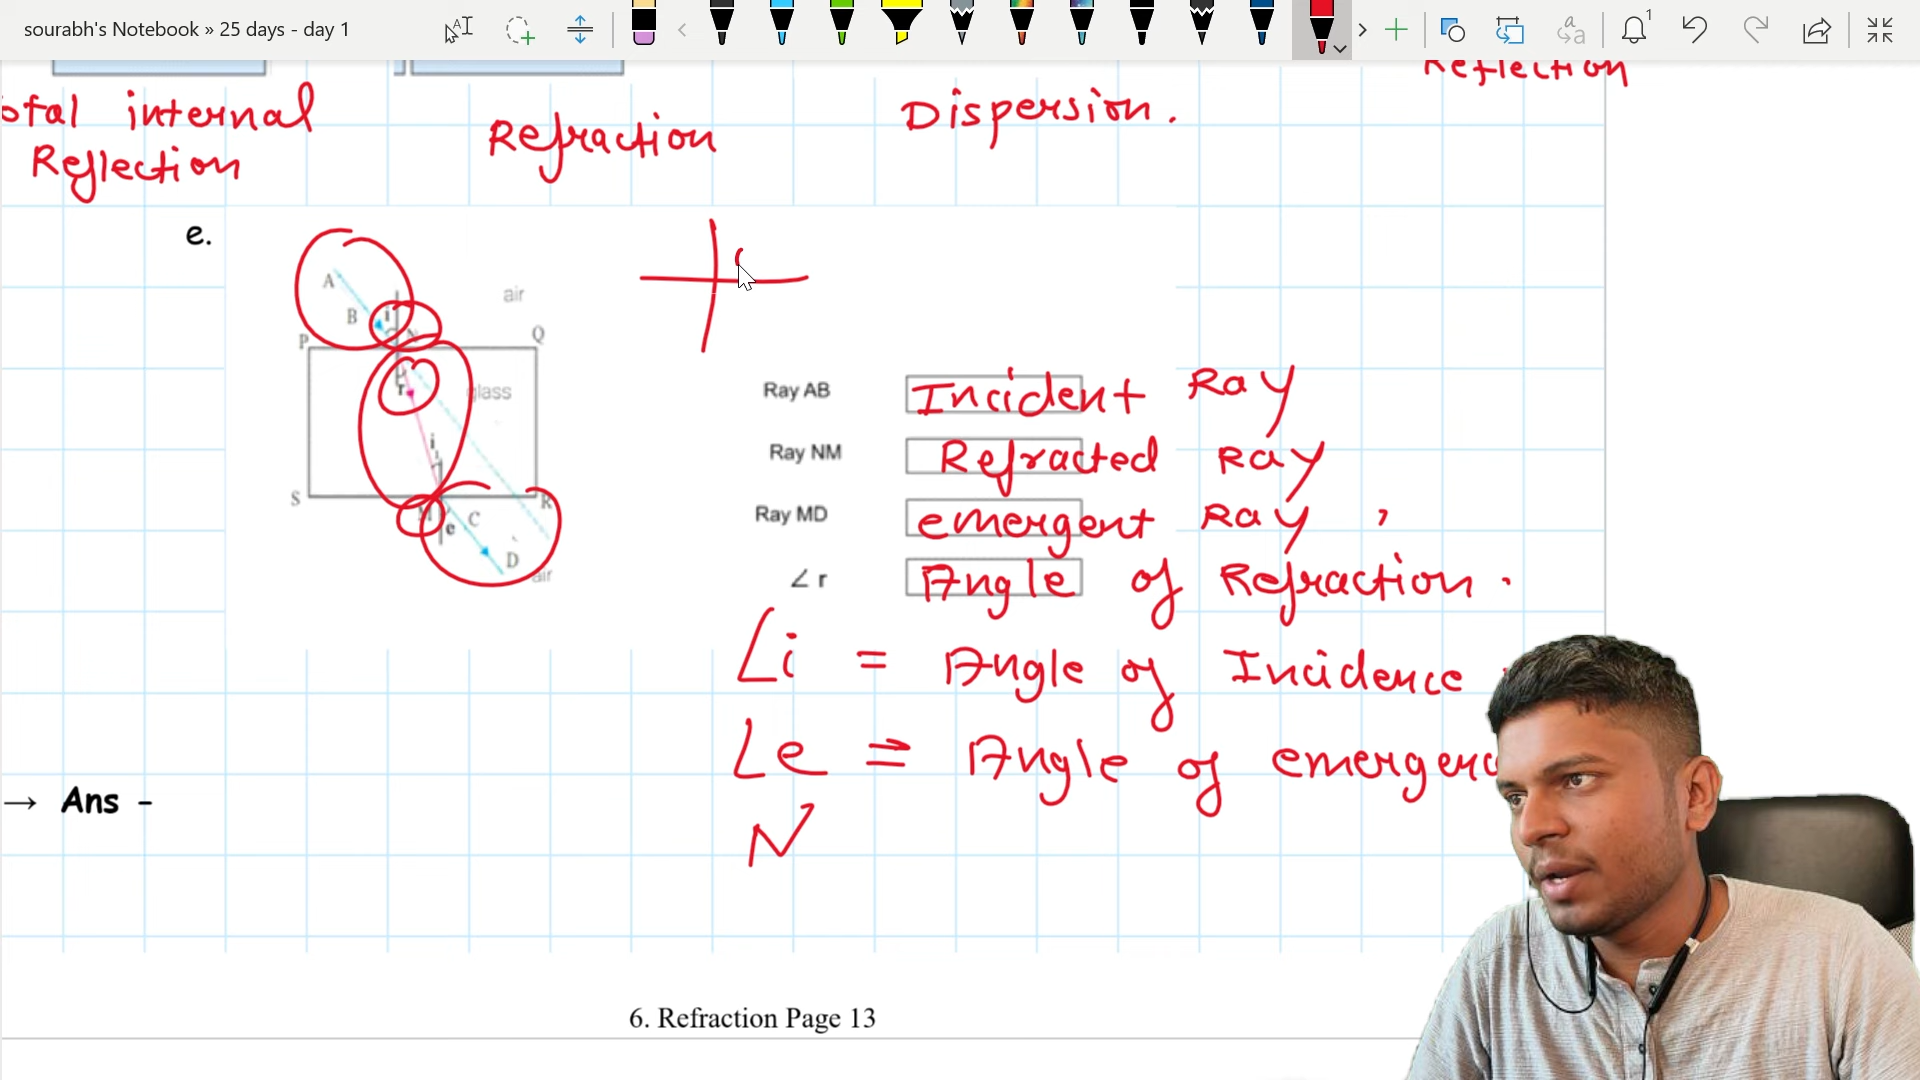 sourabh's Notebook » 25 days - day 1
Reflection
otal internal
Reflection
Refraction
Dispersion.
e.
A
B
i
air
P
N
Q
r
glass
i
S
M
R
e
C
D
air
Ray AB Incident Ray
Ray NM Refracted Ray
Ray MD emergent Ray ,
∠ r Angle of Refraction .
∠i = Angle of Incidence
∠e = Angle of emergenc
→ Ans -
N
6. Refraction Page 13